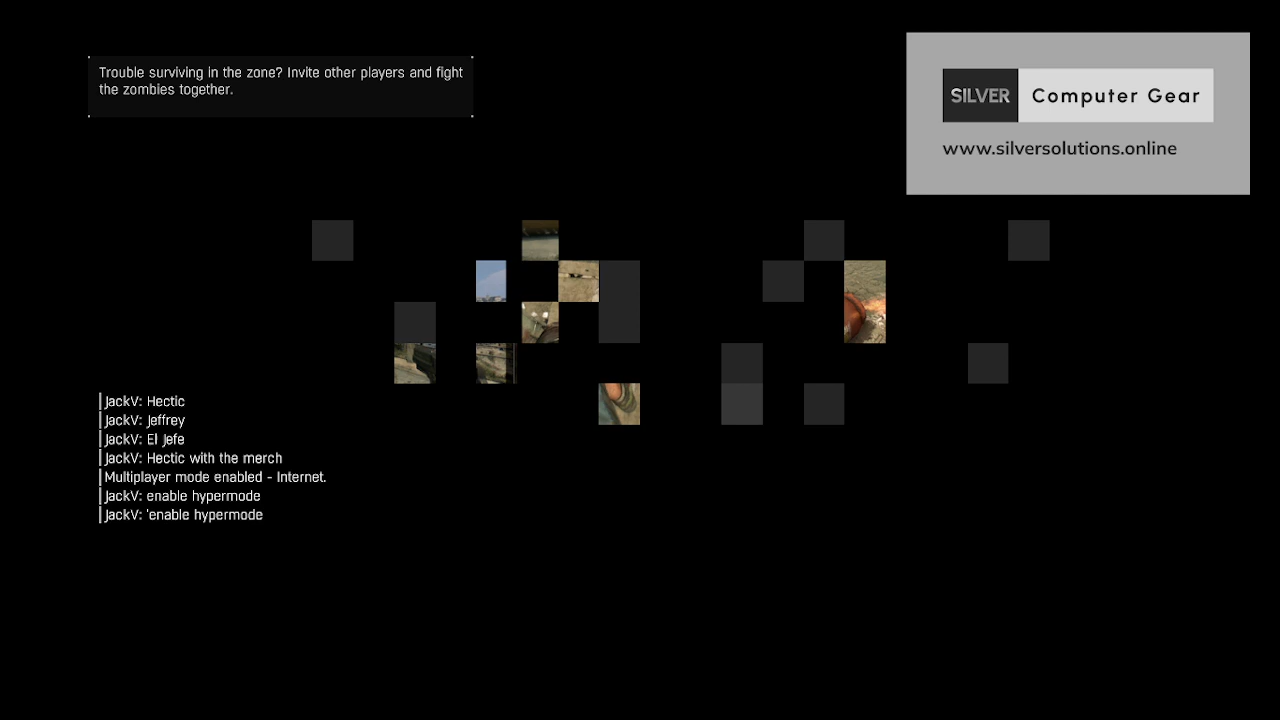 Trouble surviving in the zone? Invite other players and fight
the zombies together.
SILVER Computer Gear
www.silversolutions.online
JackV: Hectic
JackV: Jeffrey
JackV: El Jefe
JackV: Hectic with the merch
Multiplayer mode enabled - Internet.
JackV: enable hypermode
JackV: 'enable hypermode